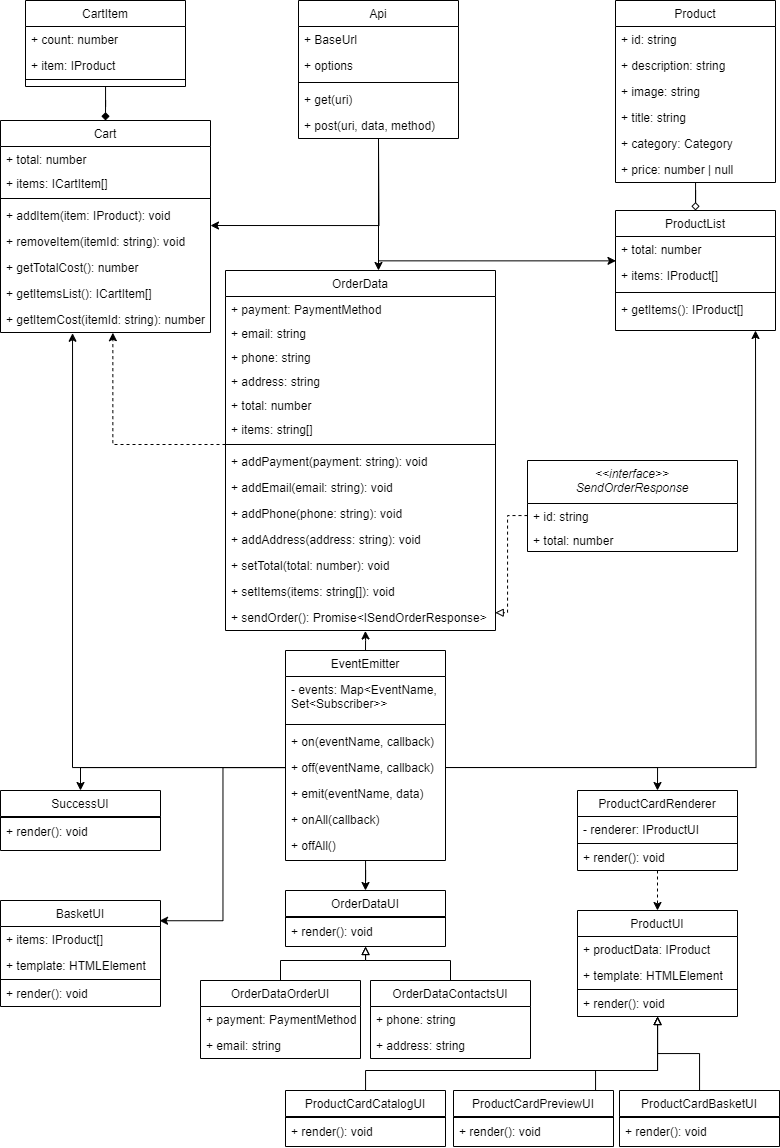 CartItem
+ count: number
+ item: IProduct
Api
+ BaseUrl
+ options
+ get(uri)
+ post(uri, data, method)
Product
+ id: string
+ description: string
+ image: string
+ title: string
+ category: Category
+ price: number | null
Cart
+ total: number
+ items: ICartItem[]
+ addItem(item: IProduct): void
+ removeItem(itemId: string): void
+ getTotalCost(): number
+ getItemsList(): ICartItem[]
+ getItemCost(itemId: string): number
ProductList
+ total: number
+ items: IProduct[]
+ getItems(): IProduct[]
OrderData
+ payment: PaymentMethod
+ email: string
+ phone: string
+ address: string
+ total: number
+ items: string[]
+ addPayment(payment: string): void
+ addEmail(email: string): void
+ addPhone(phone: string): void
+ addAddress(address: string): void
+ setTotal(total: number): void
+ setItems(items: string[]): void
+ sendOrder(): Promise<ISendOrderResponse>
<<interface>>
SendOrderResponse
+ id: string
+ total: number
EventEmitter
- events: Map<EventName,
Set<Subscriber>>
+ on(eventName, callback)
+ off(eventName, callback)
+ emit(eventName, data)
+ onAll(callback)
+ offAll()
SuccessUI
+ render(): void
ProductCardRenderer
- renderer: IProductUI
+ render(): void
BasketUI
+ items: IProduct[]
+ template: HTMLElement
+ render(): void
OrderDataUI
+ render(): void
ProductUI
+ productData: IProduct
+ template: HTMLElement
+ render(): void
OrderDataOrderUI
+ payment: PaymentMethod
+ email: string
OrderDataContactsUI
+ phone: string
+ address: string
ProductCardCatalogUI
+ render(): void
ProductCardPreviewUI
+ render(): void
ProductCardBasketUI
+ render(): void